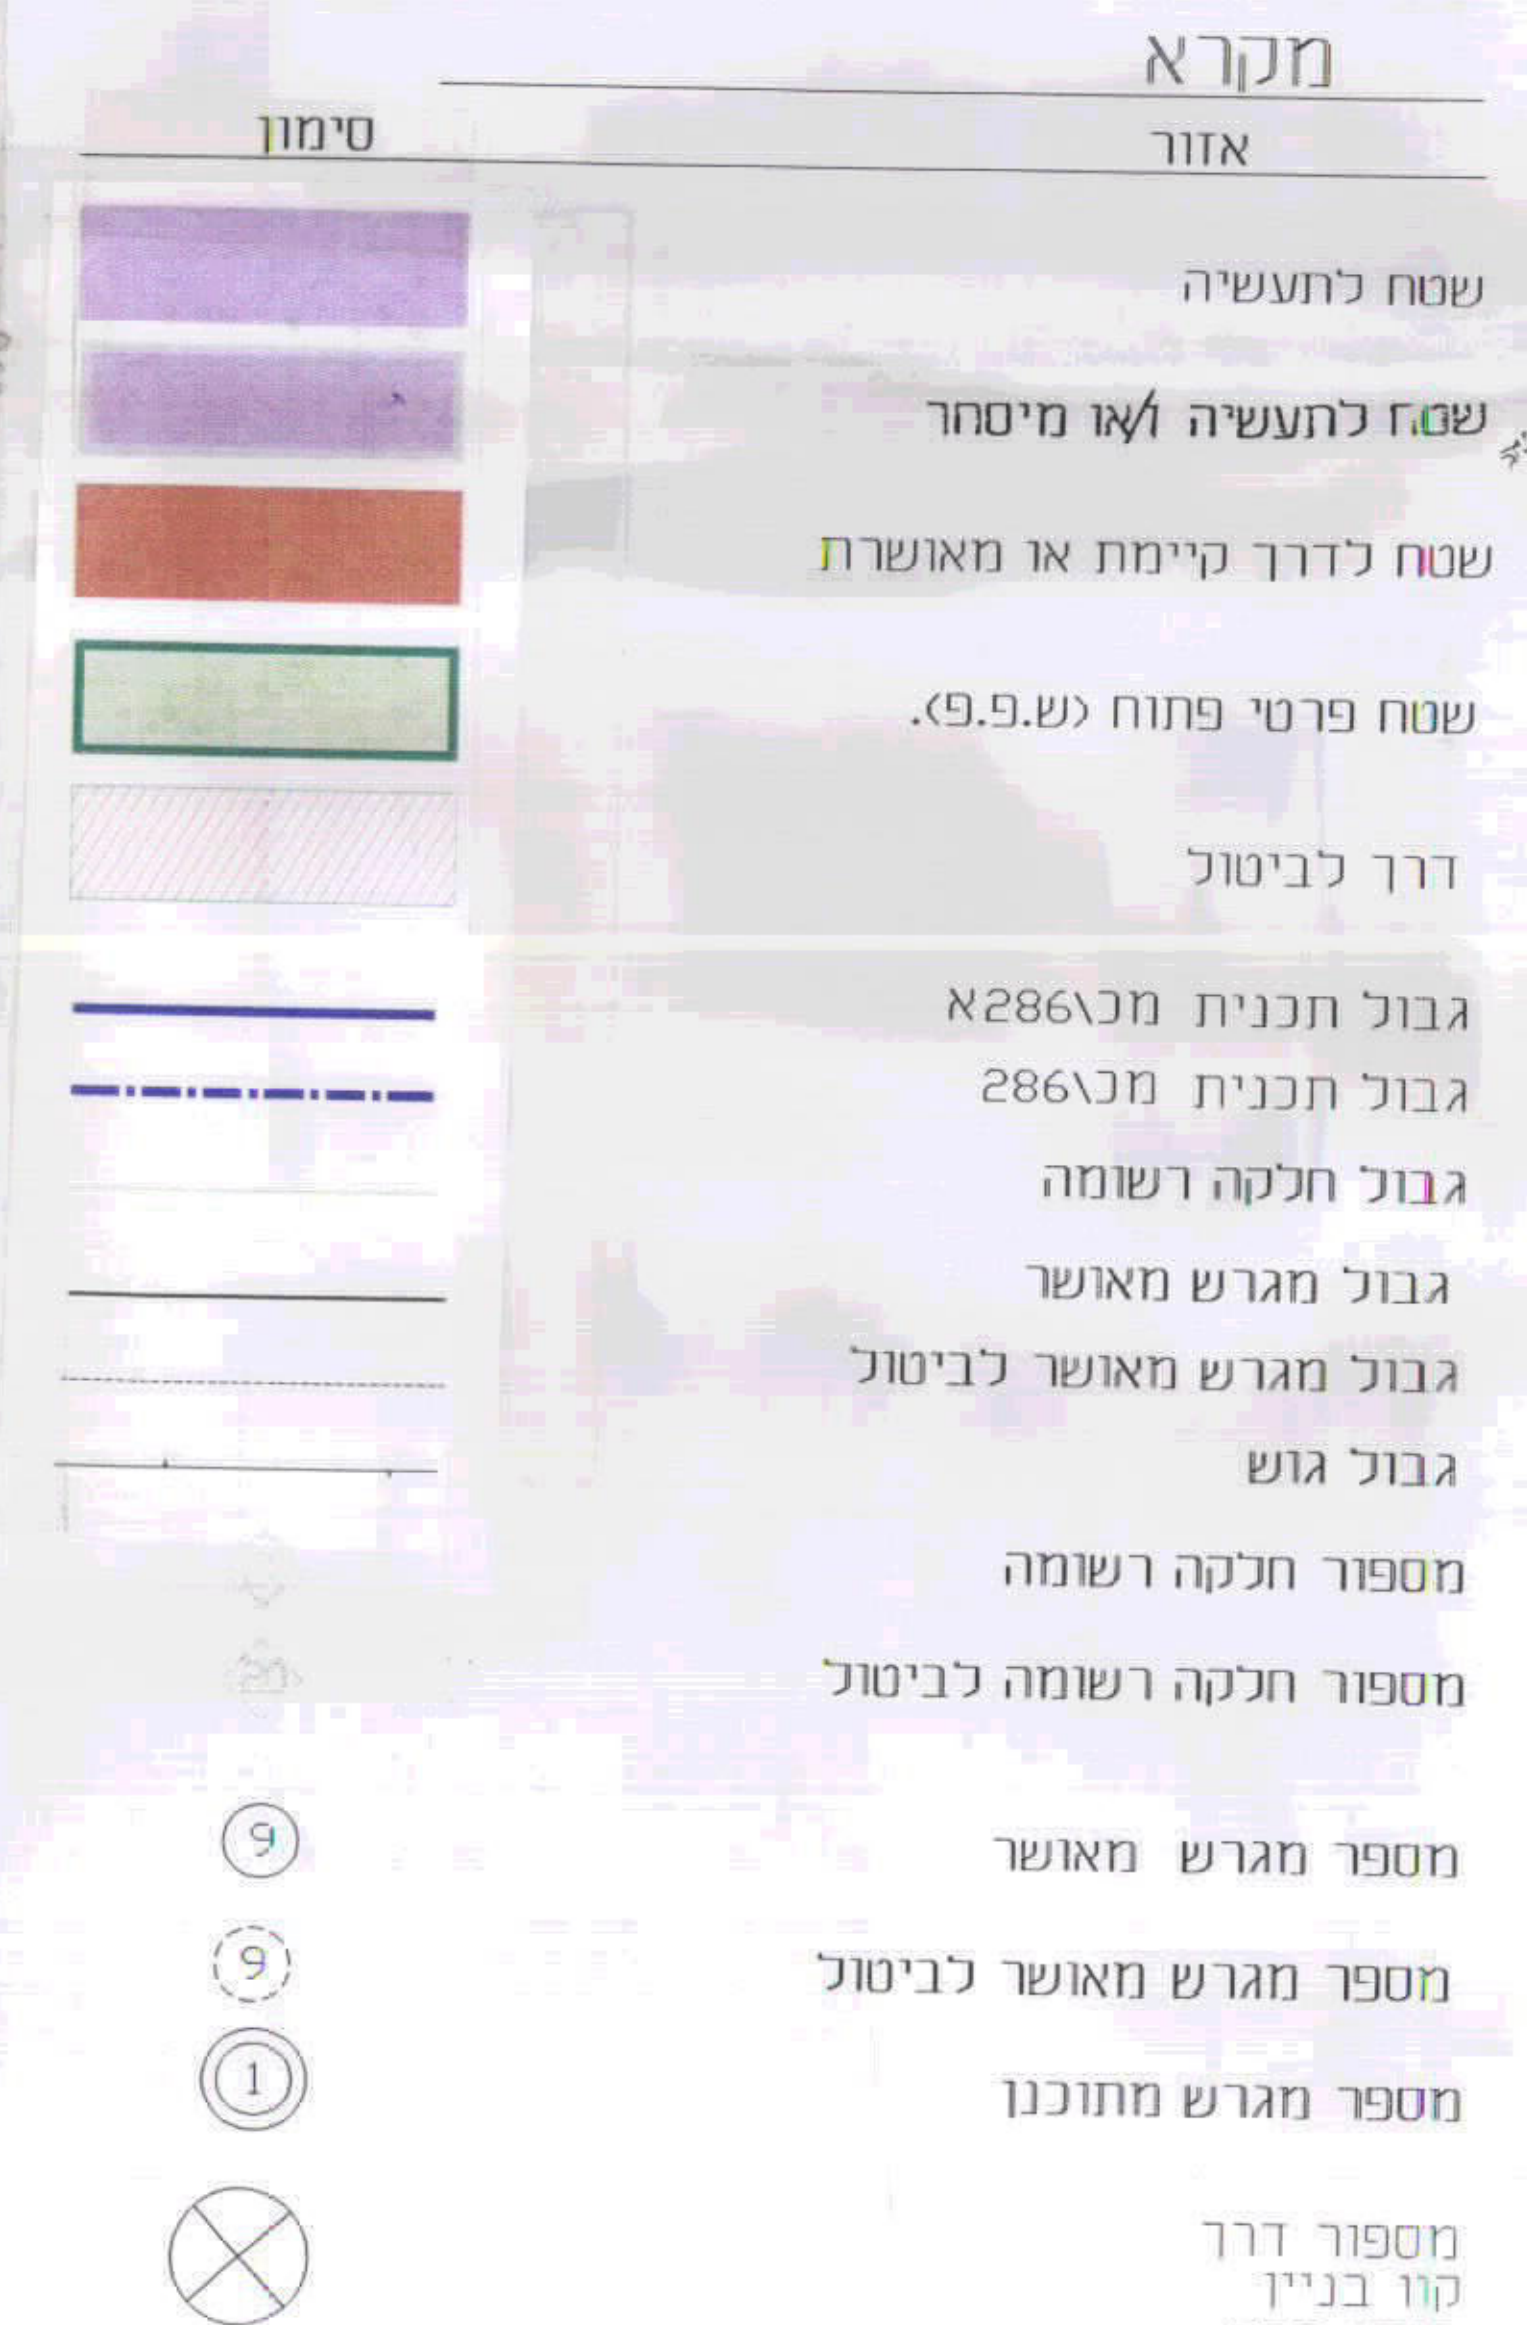 מקרא
אזור סימון
שטח לתעשיה
שטח לתעשיה ו/או מיסחר
שטח לדרך קיימת או מאושרת
שטח פרטי פתוח (ש.פ.פ).
דרך לביטול
גבול תכנית מכ\286א
גבול תכנית מכ\286
גבול חלקה רשומה
גבול מגרש מאושר
גבול מגרש מאושר לביטול
גבול גוש
מספור חלקה רשומה
מספור חלקה רשומה לביטול
מספר מגרש מאושר 9
מספר מגרש מאושר לביטול 9
מספר מגרש מתוכנן 1
מספור דרך
קוו בניין